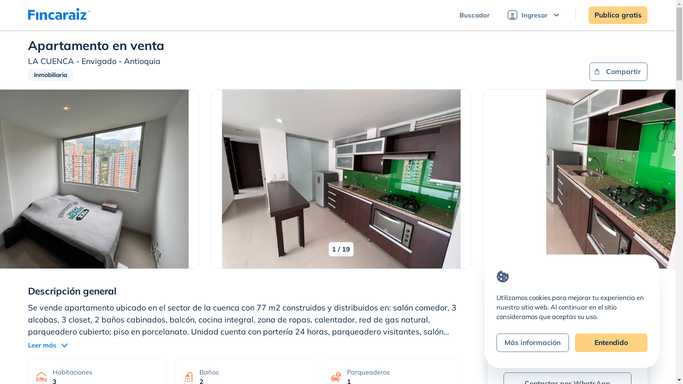 Fincaraiz
Buscador
Ingresar
Publica gratis
Apartamento en venta
LA CUENCA - Envigado - Antioquia
Inmobiliaria
Compartir
1 / 19
Descripción general
Se vende apartamento ubicado en el sector de la cuenca con 77 m2 construidos y distribuidos en: salón comedor, 3
alcobas, 3 closet, 2 baños cabinados, balcón, cocina integral, zona de ropas, calentador, red de gas natural,
parqueadero cubierto; piso en porcelanato. Unidad cuenta con portería 24 horas, parqueadero visitantes, salón...
Leer más
Habitaciones
3
Baños
2
Parqueaderos
1
Utilizamos cookies para mejorar tu experiencia en
nuestro sitio web. Al continuar en el sitio
consideramos que aceptas su uso.
Más información
Entendido
Contactar por WhatsApp